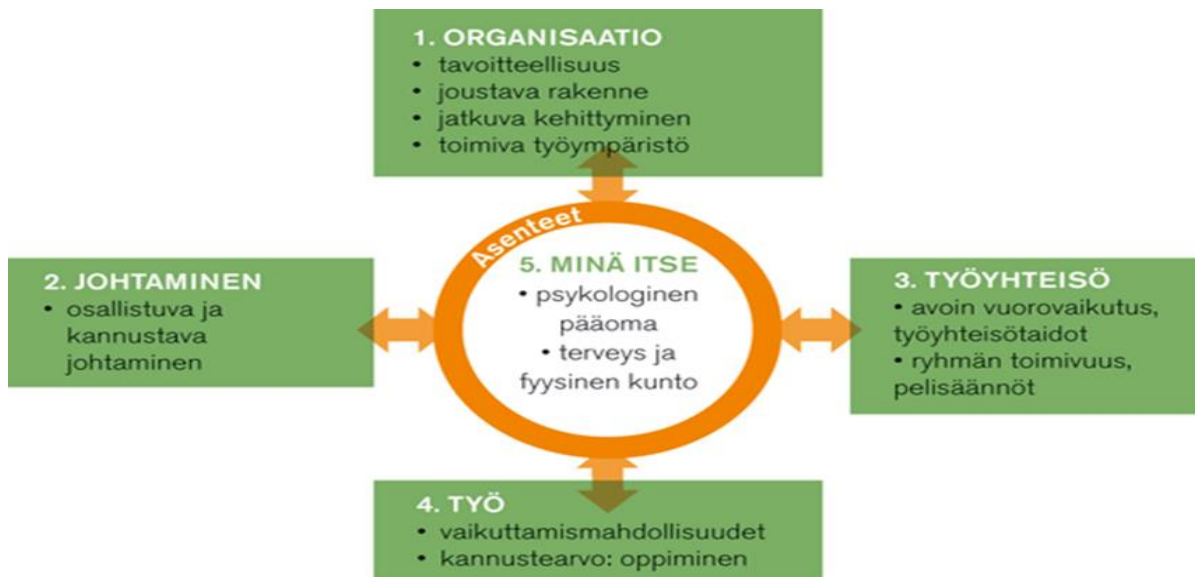 1. ORGANISAATIO
• tavoitteellisuus
• joustava rakenne
• jatkuva kehittyminen
• toimiva työympäristö
Asenteet
2. JOHTAMINEN
• osallistuva ja
kannustava
johtaminen
5. MINÄ ITSE
• psykologinen
pääoma
• terveys ja
fyysinen kunto
3. TYÖYHTEISÖ
• avoin vuorovaikutus,
työyhteisötaidot
• ryhmän toimivuus,
pelisäännöt
4. TYÖ
• vaikuttamismahdollisuudet
• kannustearvo: oppiminen